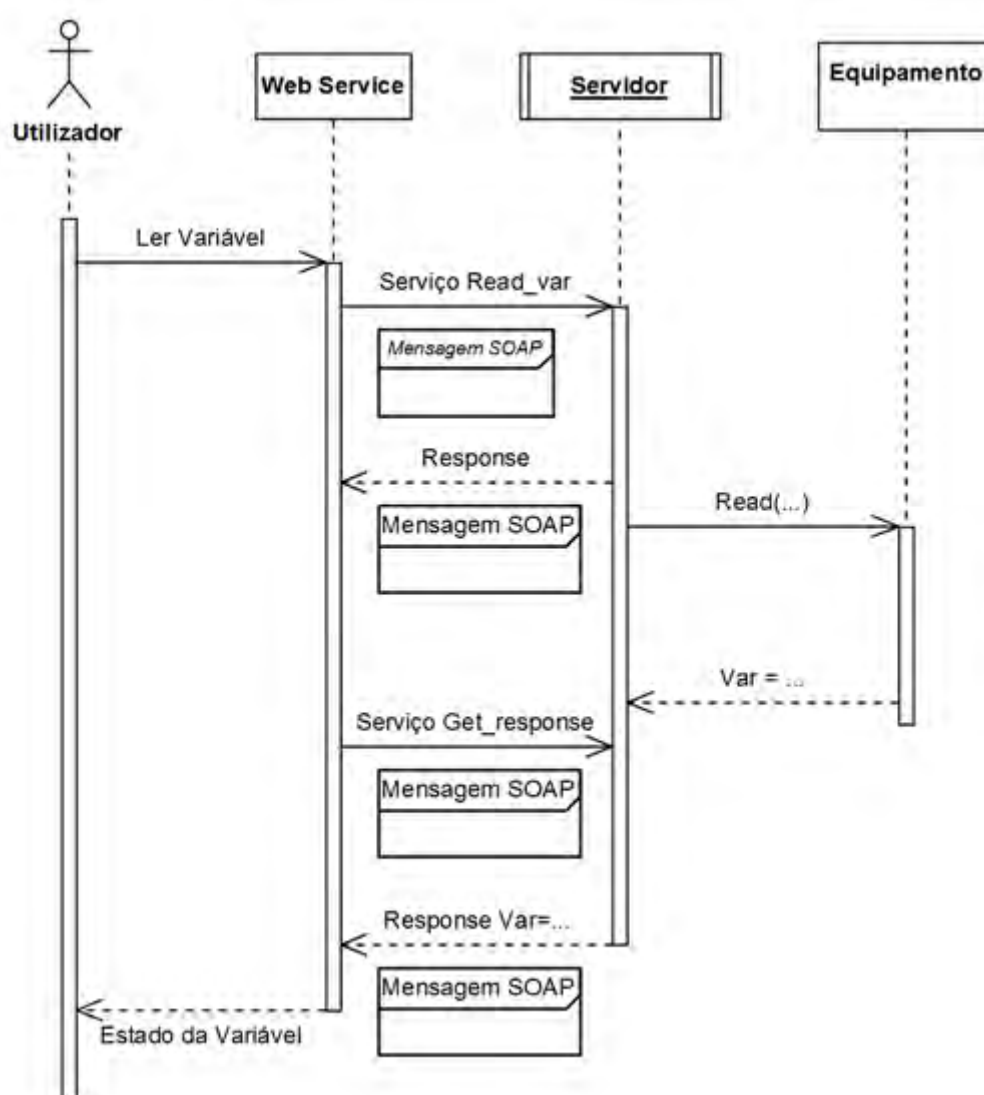 Utilizador
Web Service
Servidor
Equipamento
Ler Variável
Serviço Read_var
Mensagem SOAP
Response
Mensagem SOAP
Read(...)
Var = ...
Serviço Get_response
Mensagem SOAP
Response Var=...
Mensagem SOAP
Estado da Variável